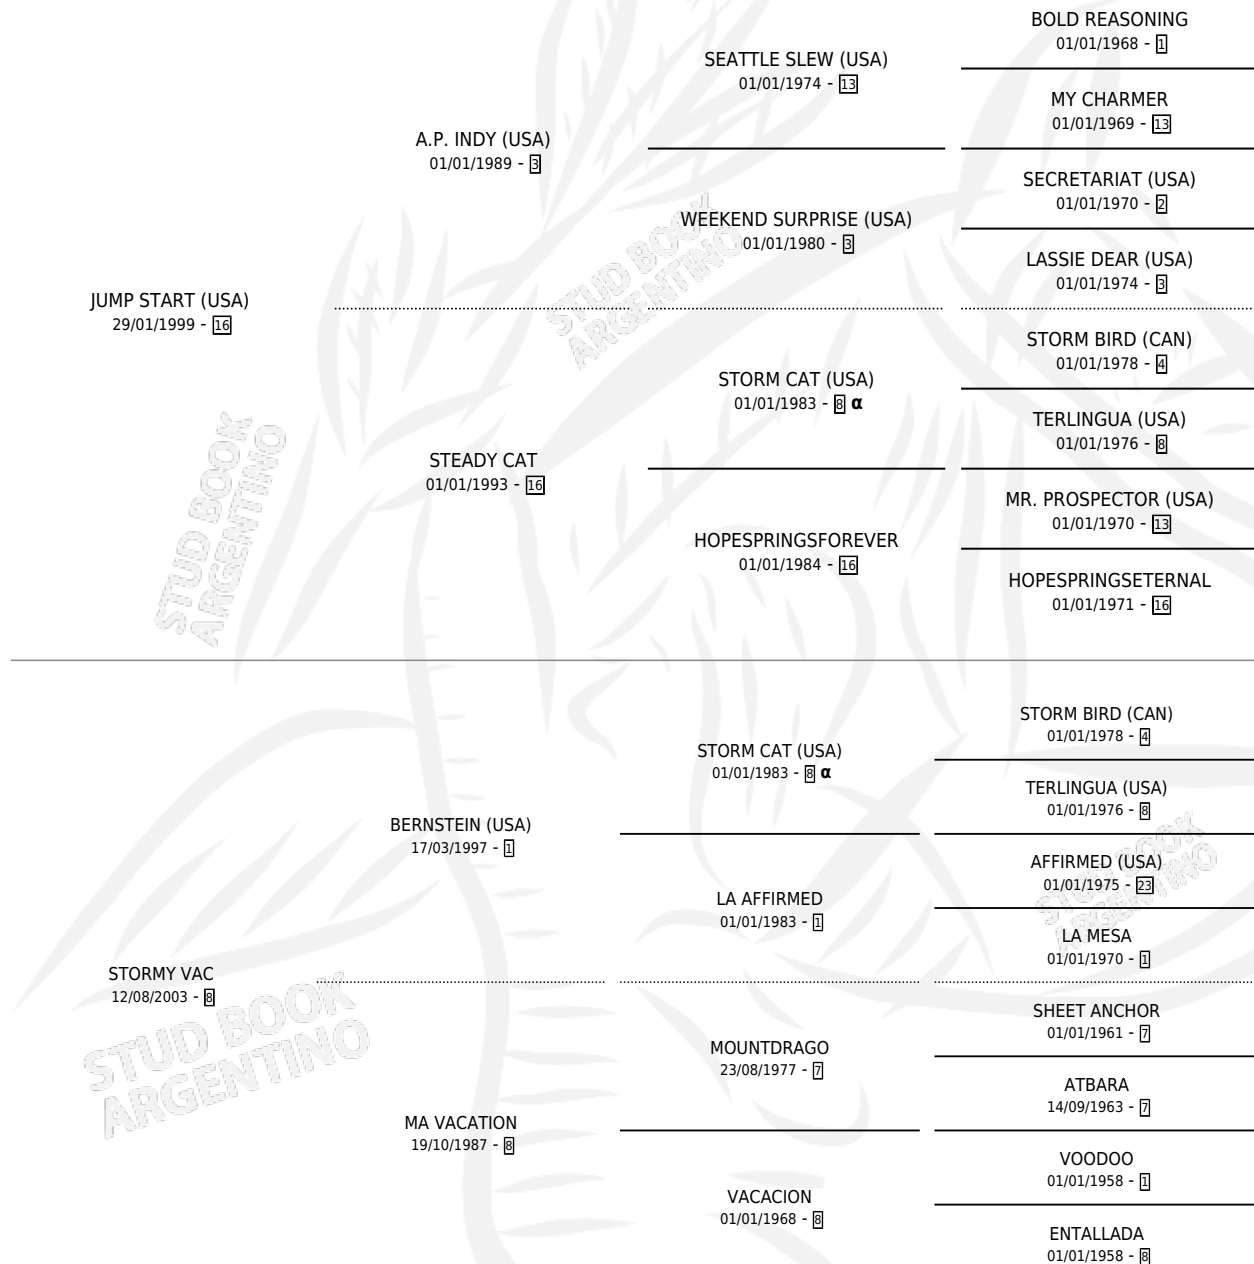 BOLD REASONING
01/01/1968 - 1
SEATTLE SLEW (USA)
01/01/1974 - 13
MY CHARMER
01/01/1969 - 13
A.P. INDY (USA)
01/01/1989 - 3
SECRETARIAT (USA)
01/01/1970 - 2
WEEKEND SURPRISE (USA)
01/01/1980 - 3
LASSIE DEAR (USA)
01/01/1974 - 3
JUMP START (USA)
29/01/1999 - 16
STORM BIRD (CAN)
01/01/1978 - 4
STORM CAT (USA)
01/01/1983 - 8 α
TERLINGUA (USA)
01/01/1976 - 8
STEADY CAT
01/01/1993 - 16
MR. PROSPECTOR (USA)
01/01/1970 - 13
HOPESPRINGSFOREVER
01/01/1984 - 16
HOPESPRINGSETERNAL
01/01/1971 - 16
STORM BIRD (CAN)
01/01/1978 - 4
STORM CAT (USA)
01/01/1983 - 8 α
TERLINGUA (USA)
01/01/1976 - 8
BERNSTEIN (USA)
17/03/1997 - 1
AFFIRMED (USA)
01/01/1975 - 23
LA AFFIRMED
01/01/1983 - 1
LA MESA
01/01/1970 - 1
STORMY VAC
12/08/2003 - 8
SHEET ANCHOR
01/01/1961 - 7
MOUNTDRAGO
23/08/1977 - 7
ATBARA
14/09/1963 - 7
MA VACATION
19/10/1987 - 8
VOODOO
01/01/1958 - 1
VACACION
01/01/1968 - 8
ENTALLADA
01/01/1958 - 8
STUD BOOK
ARGENTINO
STUD BOOK
ARGENTINO
STUD BOOK
ARGENTINO
STUD BOOK
ARGENTINO